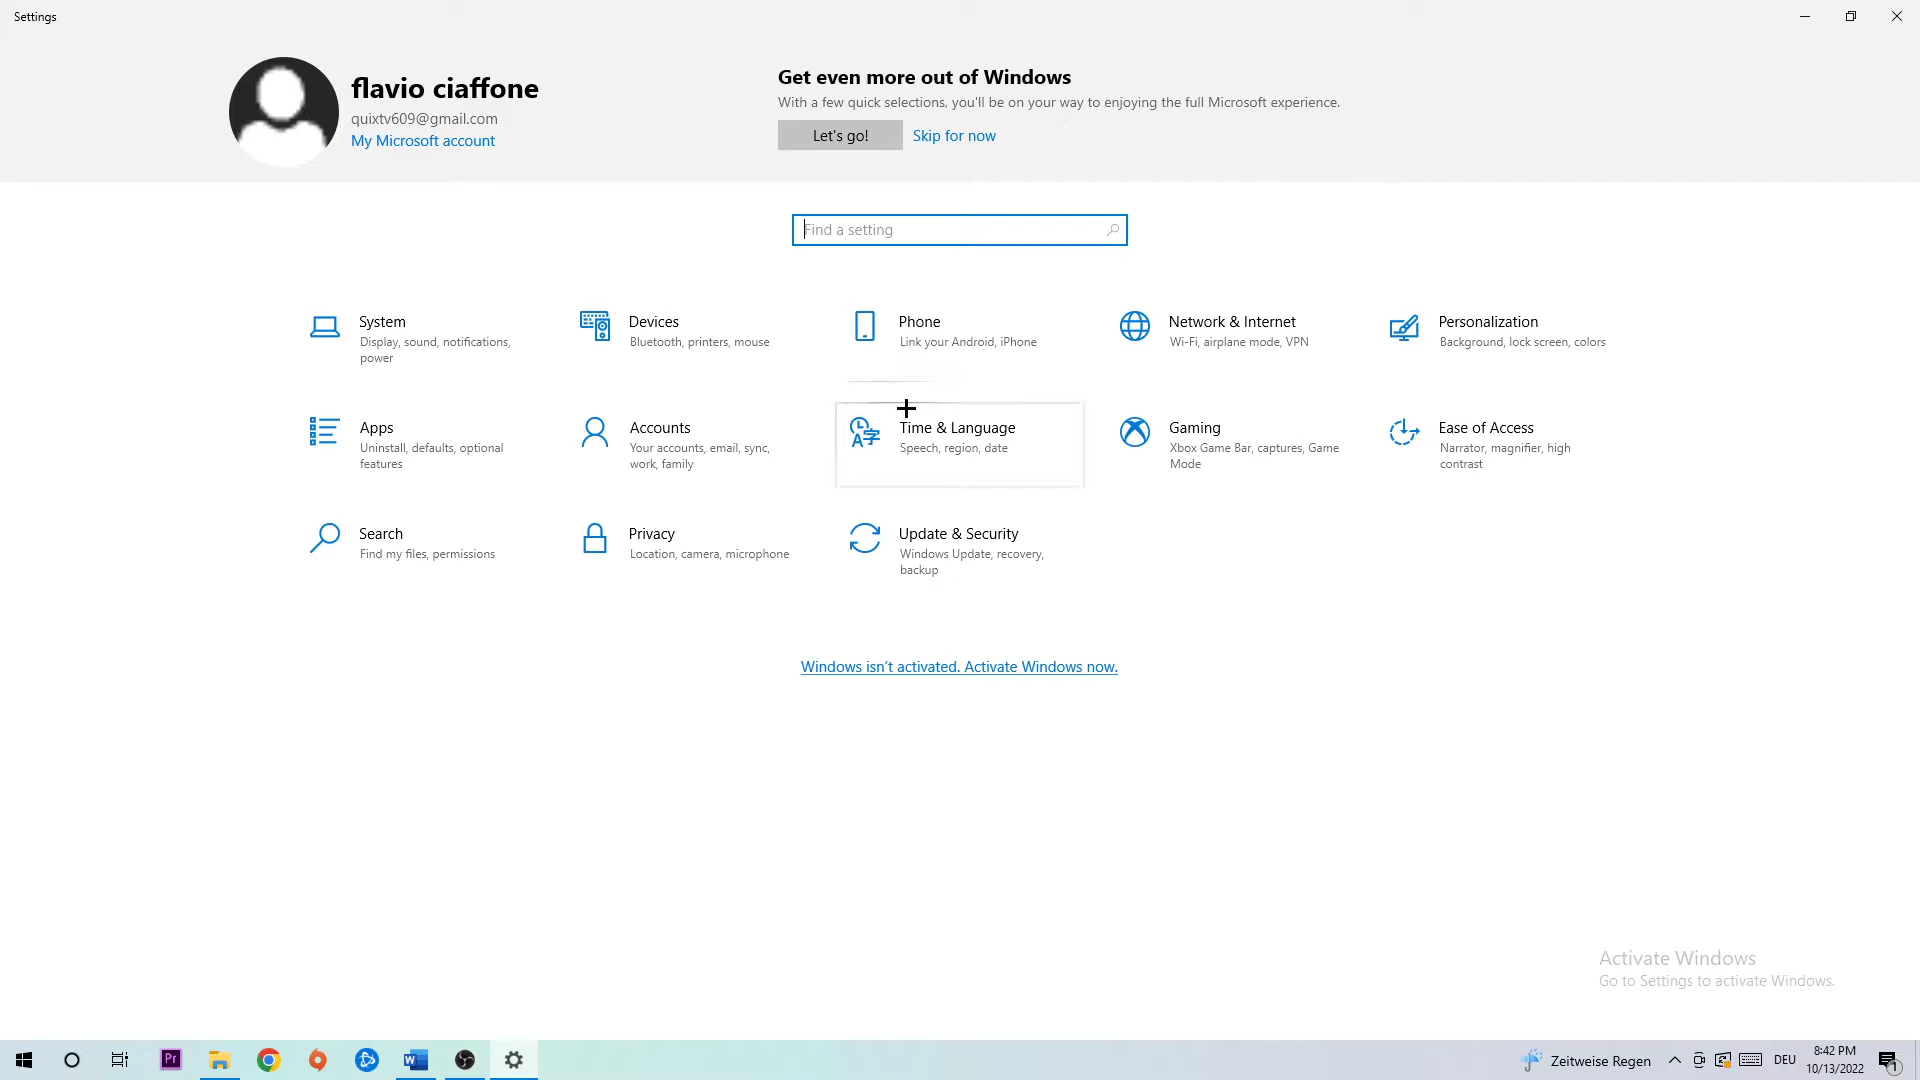 Settings
flavio ciaffone
quixtv609@gmail.com
My Microsoft account
Get even more out of Windows
With a few quick selections, you'll be on your way to enjoying the full Microsoft experience.
Let's go!
Skip for now
Find a setting
System
Display, sound, notifications,
power
Devices
Bluetooth, printers, mouse
Phone
Link your Android, iPhone
Network & Internet
Wi-Fi, airplane mode, VPN
Personalization
Background, lock screen, colors
Apps
Uninstall, defaults, optional
features
Accounts
Your accounts, email, sync,
work, family
Time & Language
Speech, region, date
Gaming
Xbox Game Bar, captures, Game
Mode
Ease of Access
Narrator, magnifier, high
contrast
Search
Find my files, permissions
Privacy
Location, camera, microphone
Update & Security
Windows Update, recovery,
backup
Windows isn't activated. Activate Windows now.
Activate Windows
Go to Settings to activate Windows.
Pr
W
Zeitweise Regen
DEU
8:42 PM
10/13/2022
1